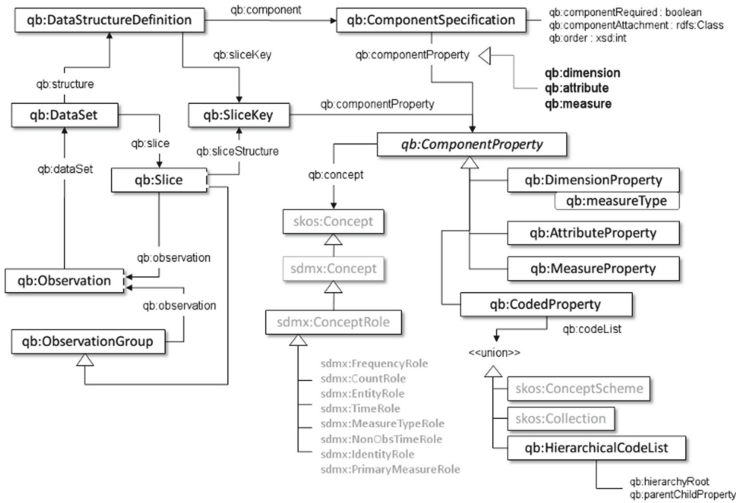 qb:DataStructureDefinition
qb:component
qb:ComponentSpecification
qb:componentRequired : boolean
qb:componentAttachment : rdfs:Class
qb:order : xsd:int
qb:sliceKey
qb:componentProperty
qb:dimension
qb:attribute
qb:measure
qb:structure
qb:DataSet
qb:SliceKey
qb:componentProperty
qb:slice
qb:sliceStructure
qb:ComponentProperty
qb:dataSet
qb:Slice
qb:concept
qb:DimensionProperty
qb:measureType
skos:Concept
qb:AttributeProperty
qb:observation
sdmx:Concept
qb:MeasureProperty
qb:Observation
qb:observation
qb:CodedProperty
sdmx:ConceptRole
qb:codeList
qb:ObservationGroup
<<union>>
sdmx:FrequencyRole
sdmx:CountRole
sdmx:EntityRole
sdmx:TimeRole
sdmx:MeasureTypeRole
sdmx:NonObsTimeRole
sdmx:IdentityRole
sdmx:PrimaryMeasureRole
skos:ConceptScheme
skos:Collection
qb:HierarchicalCodeList
qb:hierarchyRoot
qb:parentChildProperty